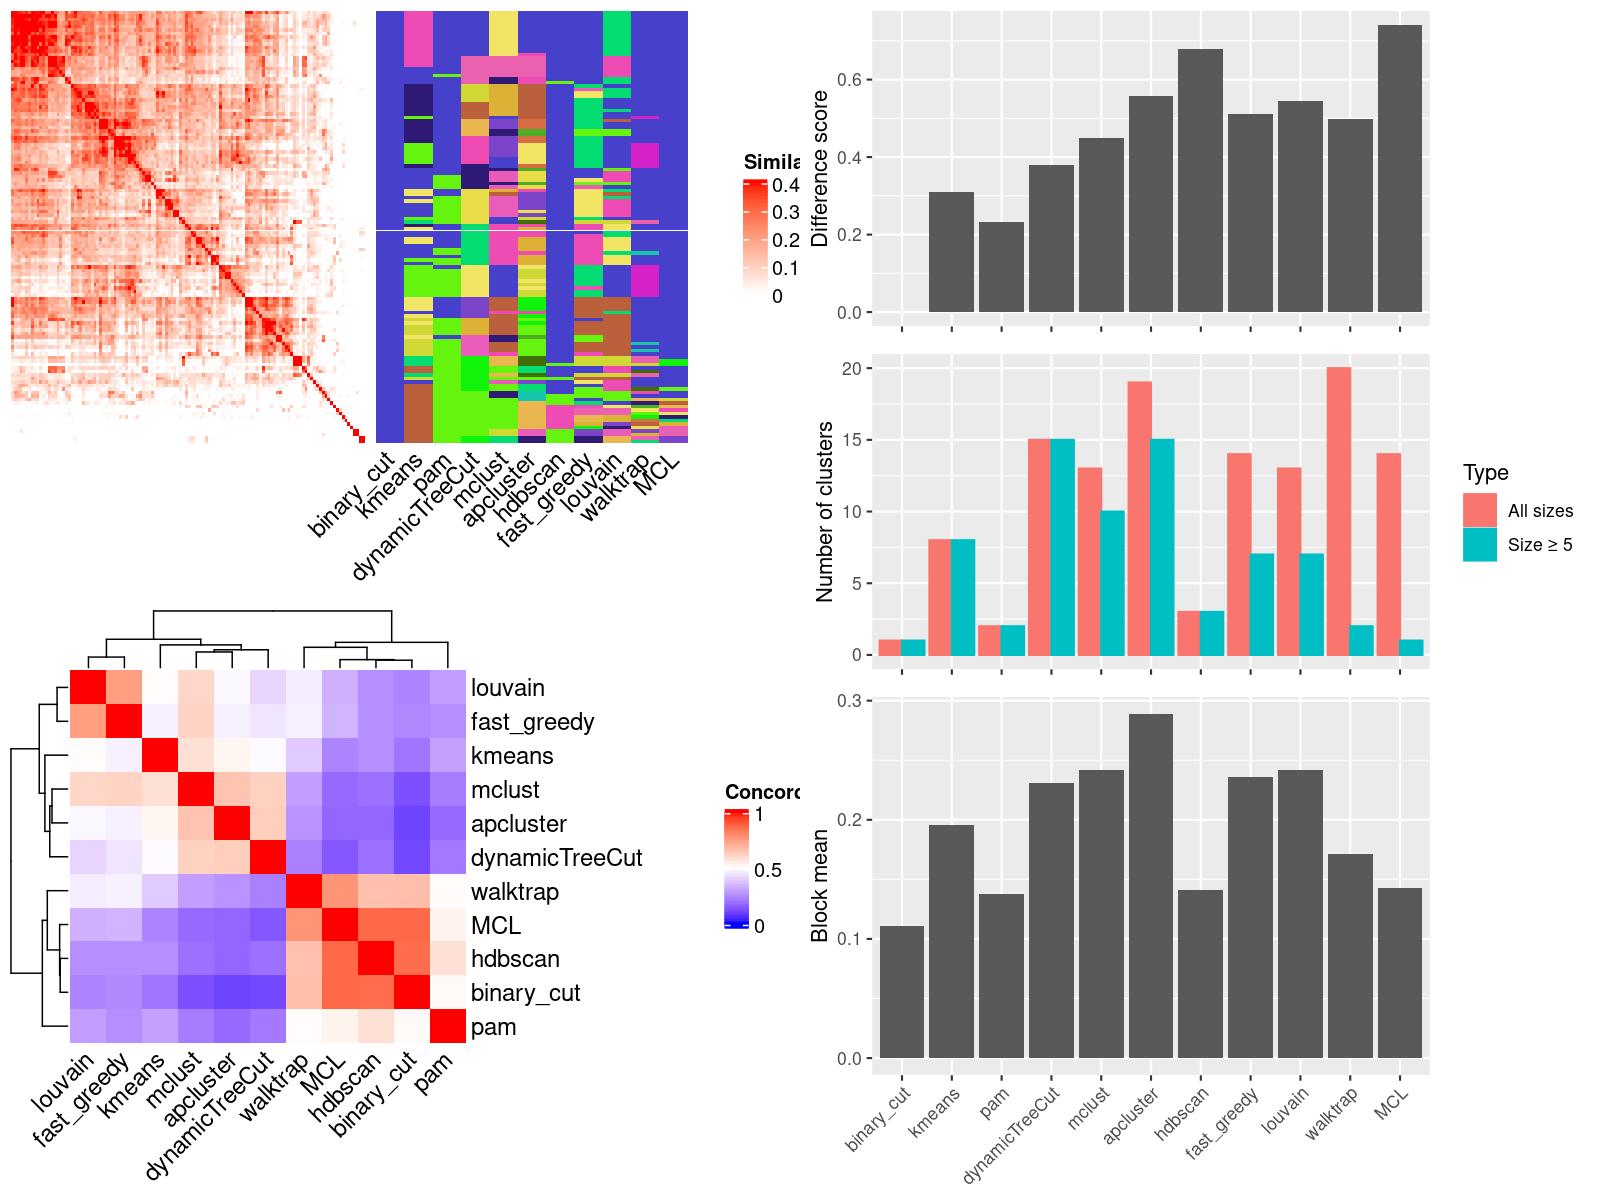 Simila
0.4
0.3
0.2
0.1
0
binary_cut
kmeans
pam
dynamicTreeCut
mclust
apcluster
hdbscan
fast_greedy
louvain
walktrap
MCL
Difference score
0.6
0.4
0.2
0.0
Number of clusters
20
15
10
5
0
Type
All sizes
Size ≥ 5
louvain
fast_greedy
kmeans
mclust
apcluster
dynamicTreeCut
walktrap
MCL
hdbscan
binary_cut
pam
louvain
fast_greedy
kmeans
mclust
apcluster
dynamicTreeCut
walktrap
MCL
hdbscan
binary_cut
pam
Concord
1
0.5
0
Block mean
0.3
0.2
0.1
0.0
binary_cut
kmeans
pam
dynamicTreeCut
mclust
apcluster
hdbscan
fast_greedy
louvain
walktrap
MCL